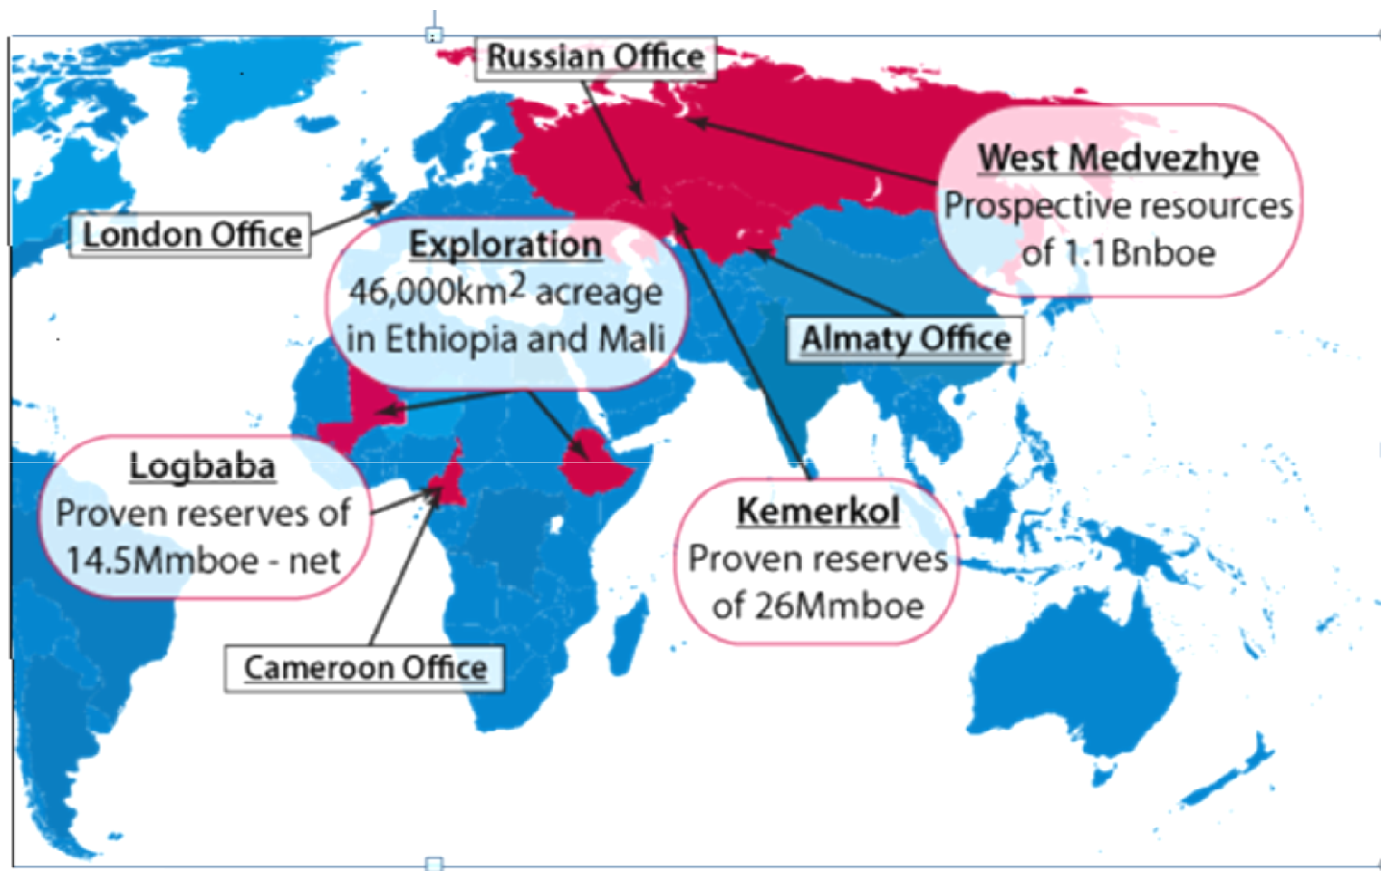 Russian Office
West Medvezhye
Prospective resources
of 1.1Bnboe
London Office
Exploration
46,000km² acreage
in Ethiopia and Mali
Almaty Office
Logbaba
Proven reserves of
14.5Mmboe - net
Kemerkol
Proven reserves
of 26Mmboe
Cameroon Office